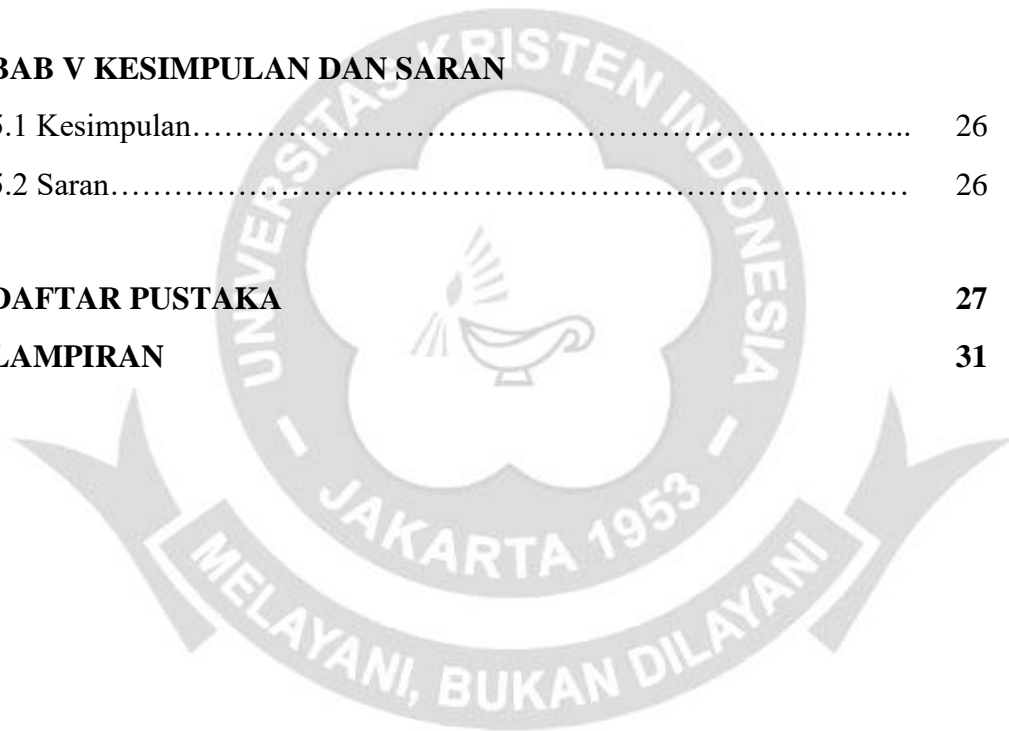 BAB V KESIMPULAN DAN SARAN
5.1 Kesimpulan…………………………………………………………….. 26
5.2 Saran…………………………………………………………………… 26
DAFTAR PUSTAKA 27
LAMPIRAN 31
UNIVERSITAS KRISTEN INDONESIA
- JAKARTA 1953 -
MELAYANI, BUKAN DILAYANI